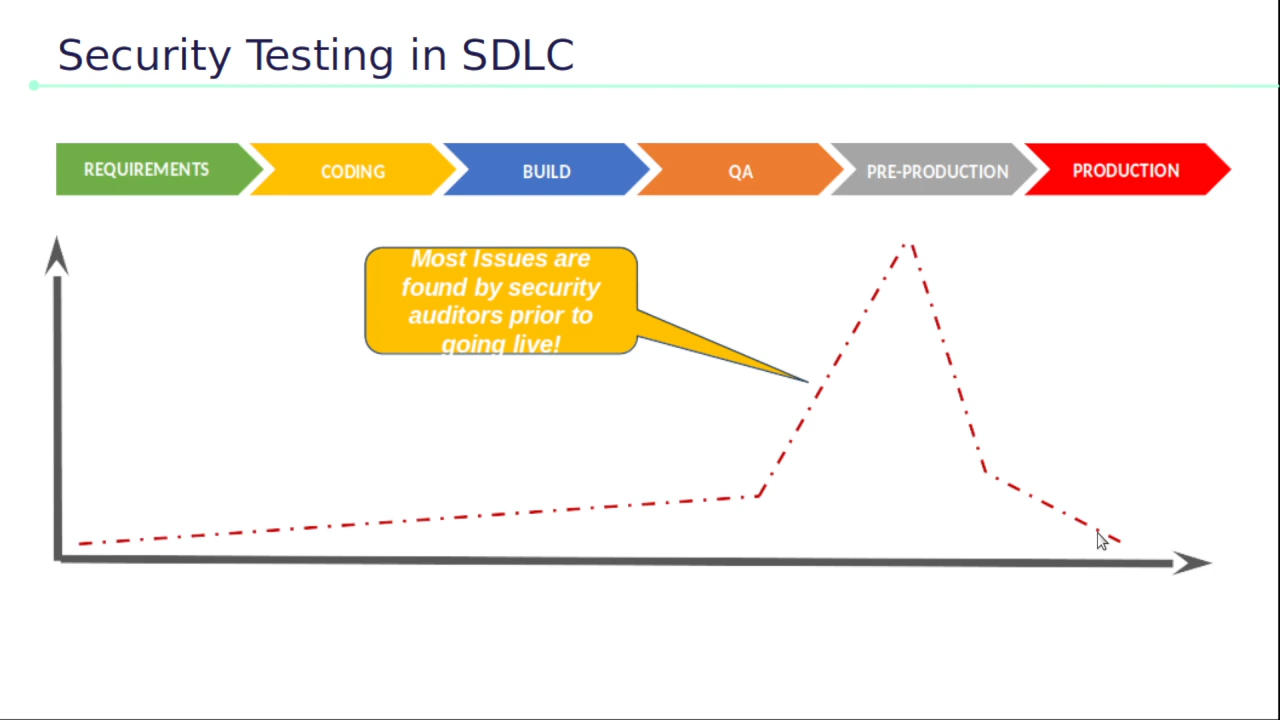 Security Testing in SDLC
REQUIREMENTS
CODING
BUILD
QA
PRE-PRODUCTION
PRODUCTION
Most Issues are
found by security
auditors prior to
going live!